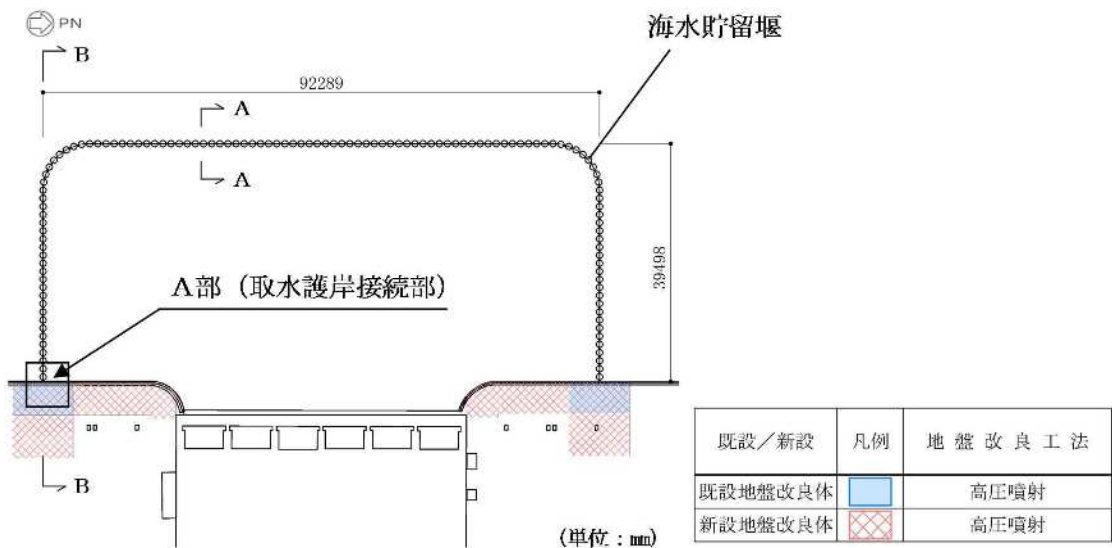 PN
B
海水貯留堰
92289
A
A
39498
A部（取水護岸接続部）
B
(単位：mm)
既設／新設 凡例 地盤改良工法
既設地盤改良体 高圧噴射
新設地盤改良体 高圧噴射